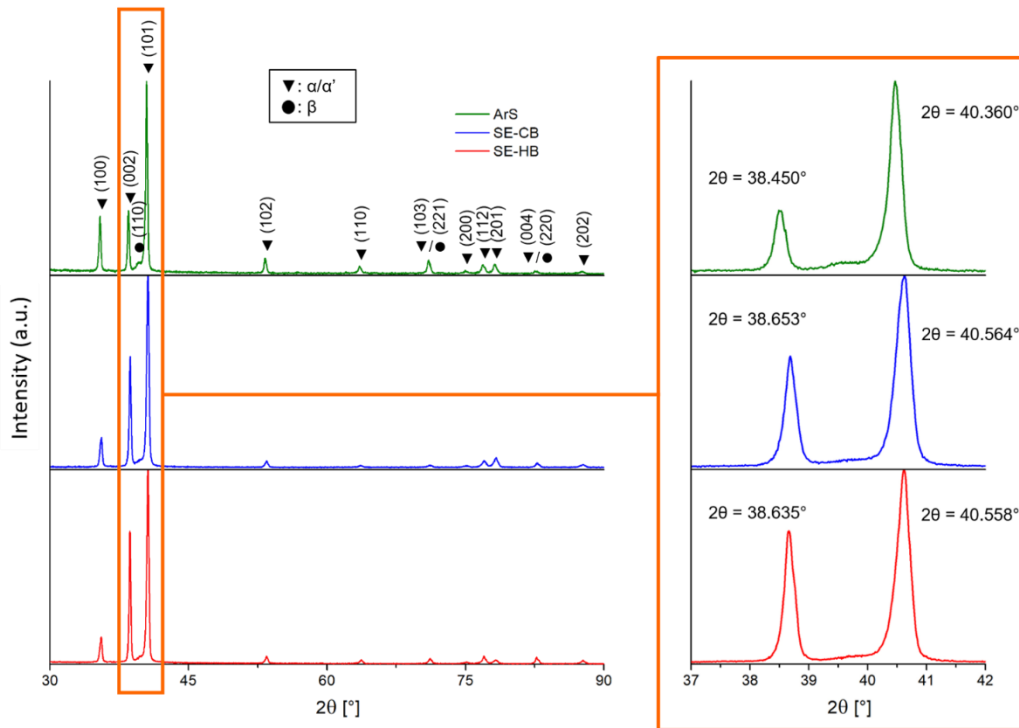 (101)
▼: α/α’
●: β
ArS
SE-CB
SE-HB
(100)
(002)
(110)
(102)
(110)
(103)
/
(221)
(200)
(112)
(201)
(004)
/
(220)
(202)
2θ = 40.360°
2θ = 38.450°
2θ = 38.653°
2θ = 40.564°
2θ = 38.635°
2θ = 40.558°
Intensity (a.u.)
30 45 60 75 90
2θ [°]
37 38 39 40 41 42
2θ [°]